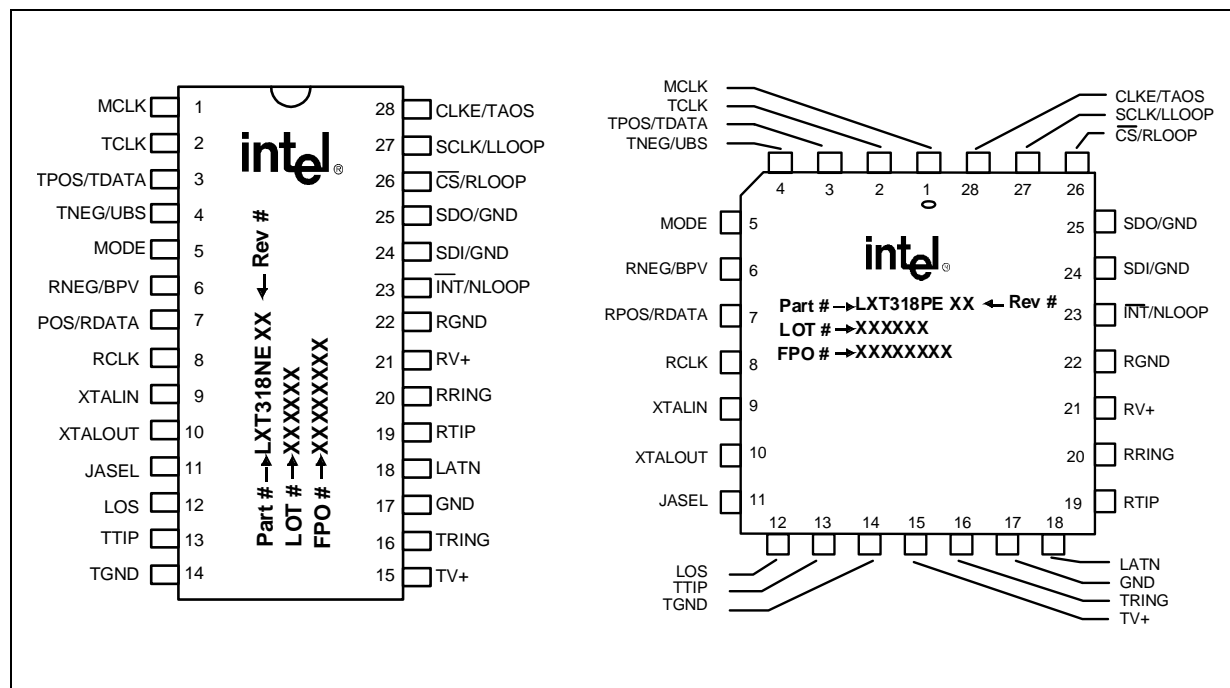 MCLK 1
TCLK 2
TPOS/TDATA 3
TNEG/UBS 4
MODE 5
RNEG/BPV 6
POS/RDATA 7
RCLK 8
XTALIN 9
XTALOUT 10
JASEL 11
LOS 12
TTIP 13
TGND 14
28 CLKE/TAOS
27 SCLK/LLOOP
26 C̅S̅/RLOOP
25 SDO/GND
24 SDI/GND
23 I̅N̅T̅/NLOOP
22 RGND
21 RV+
20 RRING
19 RTIP
18 LATN
17 GND
16 TRING
15 TV+
intel®
Part #→LXT318NE XX ← Rev #
LOT #→XXXXXX
FPO #→XXXXXXXX
MCLK
TCLK
TPOS/TDATA
TNEG/UBS
CLKE/TAOS
SCLK/LLOOP
C̅S̅/RLOOP
4 3 2 1 28 27 26
MODE 5
RNEG/BPV 6
RPOS/RDATA 7
RCLK 8
XTALIN 9
XTALOUT 10
JASEL 11
intel®
Part #→LXT318PE XX ← Rev #
LOT #→XXXXXX
FPO #→XXXXXXXX
25 SDO/GND
24 SDI/GND
23 I̅N̅T̅/NLOOP
22 RGND
21 RV+
20 RRING
19 RTIP
12 13 14 15 16 17 18
LOS
TTIP
TGND
LATN
GND
TRING
TV+